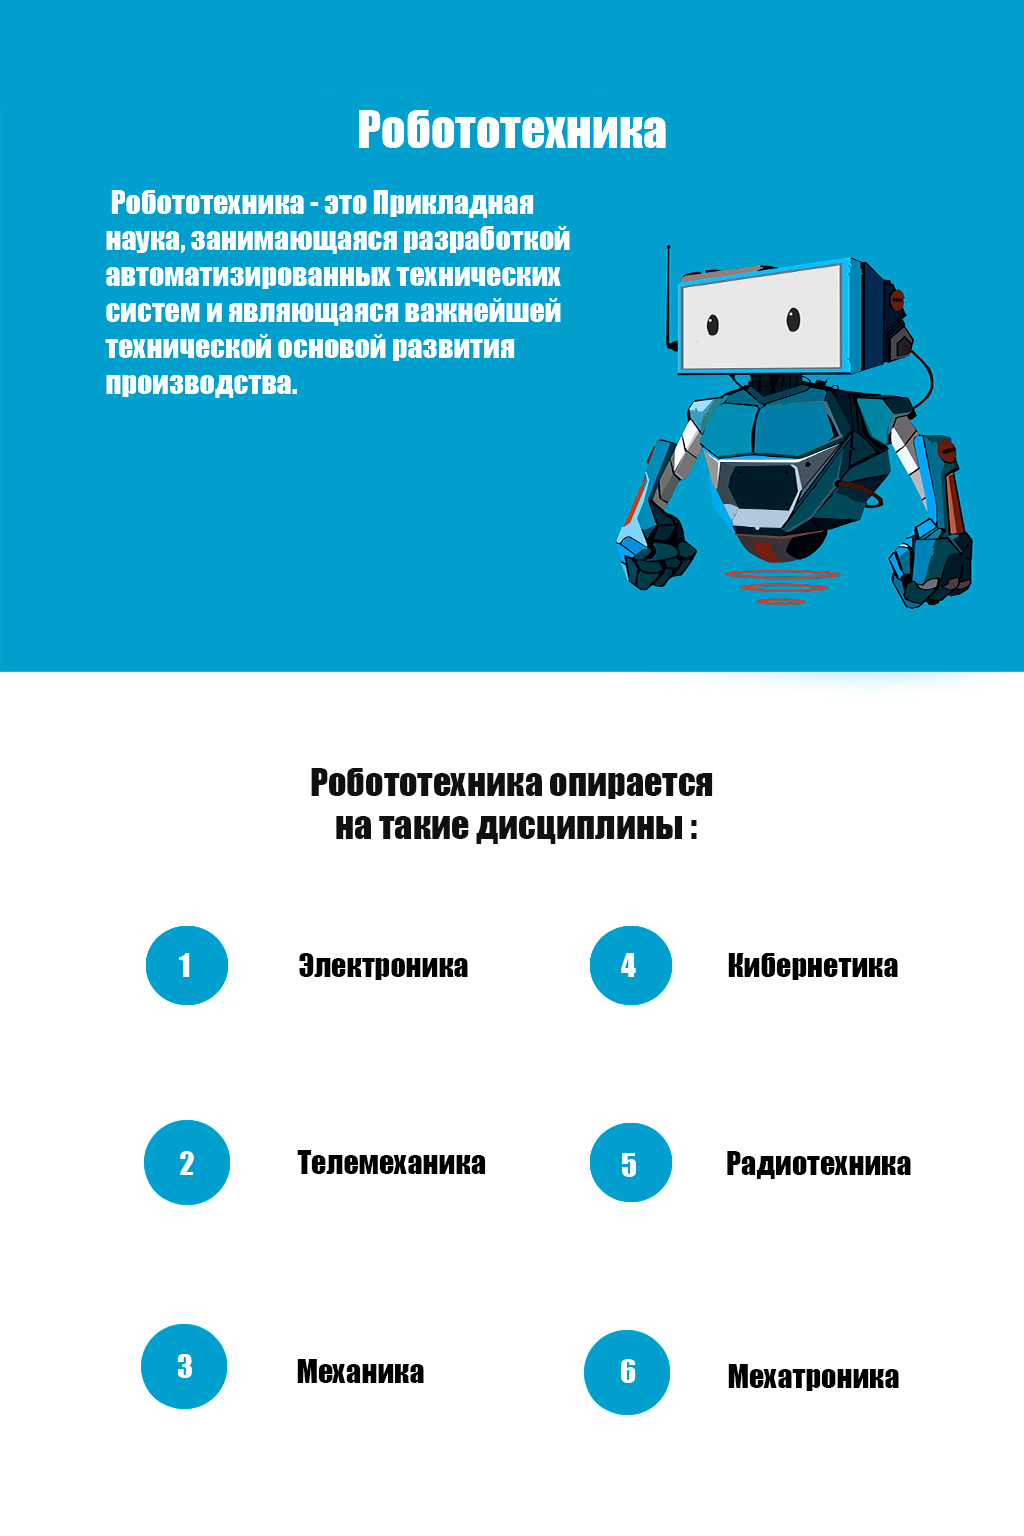 Робототехника
Робототехника - это Прикладная
наука, занимающаяся разработкой
автоматизированных технических
систем и являющаяся важнейшей
технической основой развития
производства.
Робототехника опирается
на такие дисциплины :
1 Электроника
4 Кибернетика
2 Телемеханика
5 Радиотехника
3 Механика
6 Мехатроника